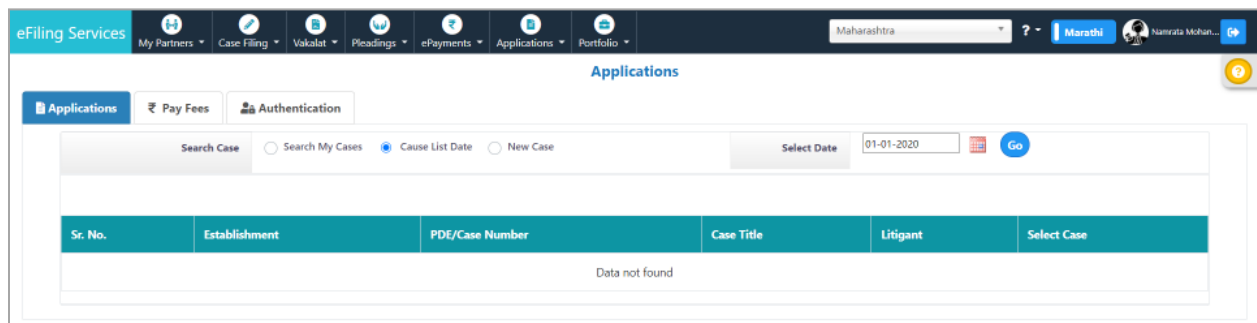 eFiling Services My Partners Case Filing Vakalat Pleadings ePayments Applications Portfolio Maharashtra ? Marathi Namrata Mohan...
Applications
Applications ₹ Pay Fees Authentication
Search Case Search My Cases Cause List Date New Case Select Date 01-01-2020 Go
Sr. No. Establishment PDE/Case Number Case Title Litigant Select Case
Data not found